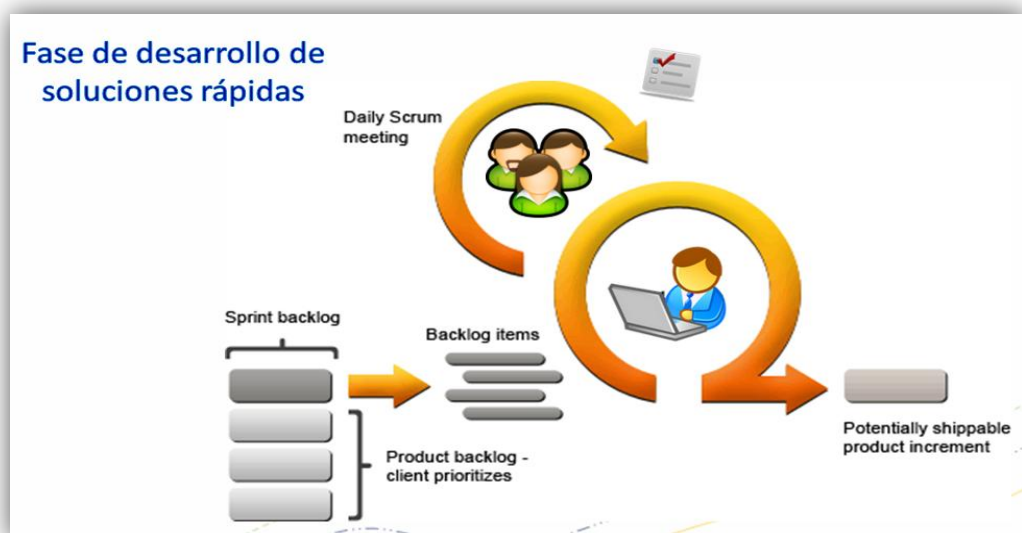 Fase de desarrollo de
soluciones rápidas
Daily Scrum
meeting
Sprint backlog
Backlog items
Product backlog -
client prioritizes
Potentially shippable
product increment